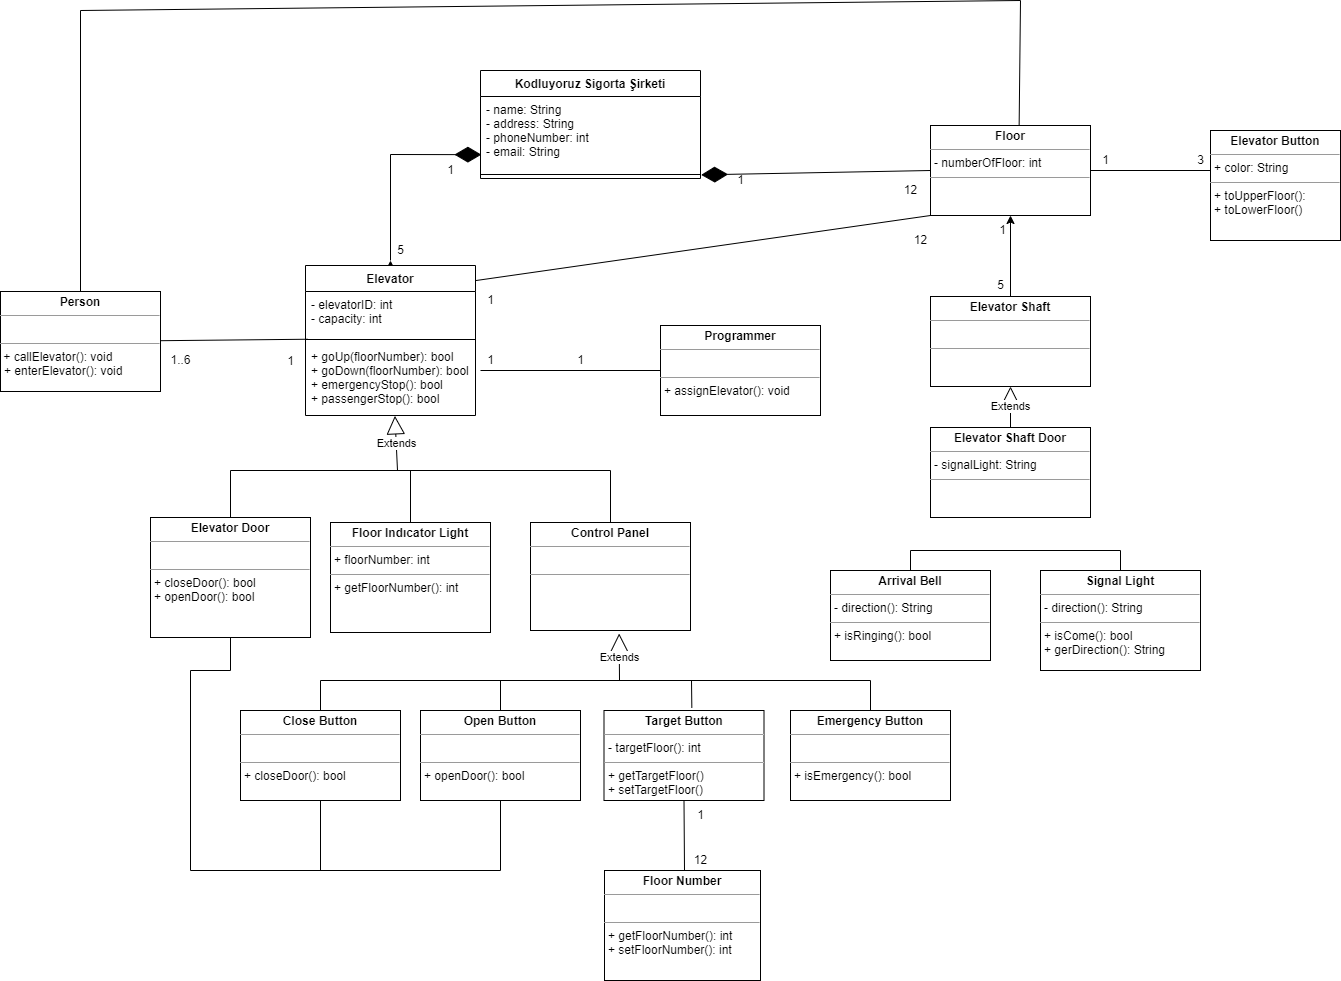 Kodluyoruz Sigorta Şirketi
- name: String
- address: String
- phoneNumber: int
- email: String
1
1
Floor
- numberOfFloor: int
12
12
1
1
3
Elevator Button
+ color: String
+ toUpperFloor():
+ toLowerFloor()
5
Elevator
- elevatorID: int
- capacity: int
+ goUp(floorNumber): bool
+ goDown(floorNumber): bool
+ emergencyStop(): bool
+ passengerStop(): bool
1
Person
+ callElevator(): void
+ enterElevator(): void
1..6
1
1
1
Programmer
+ assignElevator(): void
5
Elevator Shaft
Extends
Elevator Shaft Door
- signalLight: String
Extends
Elevator Door
+ closeDoor(): bool
+ openDoor(): bool
Floor Indicator Light
+ floorNumber: int
+ getFloorNumber(): int
Control Panel
Arrival Bell
- direction(): String
+ isRinging(): bool
Signal Light
- direction(): String
+ isCome(): bool
+ gerDirection(): String
Extends
Close Button
+ closeDoor(): bool
Open Button
+ openDoor(): bool
Target Button
- targetFloor(): int
+ getTargetFloor()
+ setTargetFloor()
Emergency Button
+ isEmergency(): bool
1
12
Floor Number
+ getFloorNumber(): int
+ setFloorNumber(): int